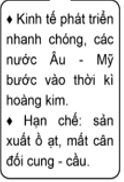 ♦ Kinh tế phát triển
nhanh chóng, các
nước Âu - Mỹ
bước vào thời kì
hoàng kim.
♦ Hạn chế: sản
xuất ồ ạt, mất cân
đối cung - cầu.